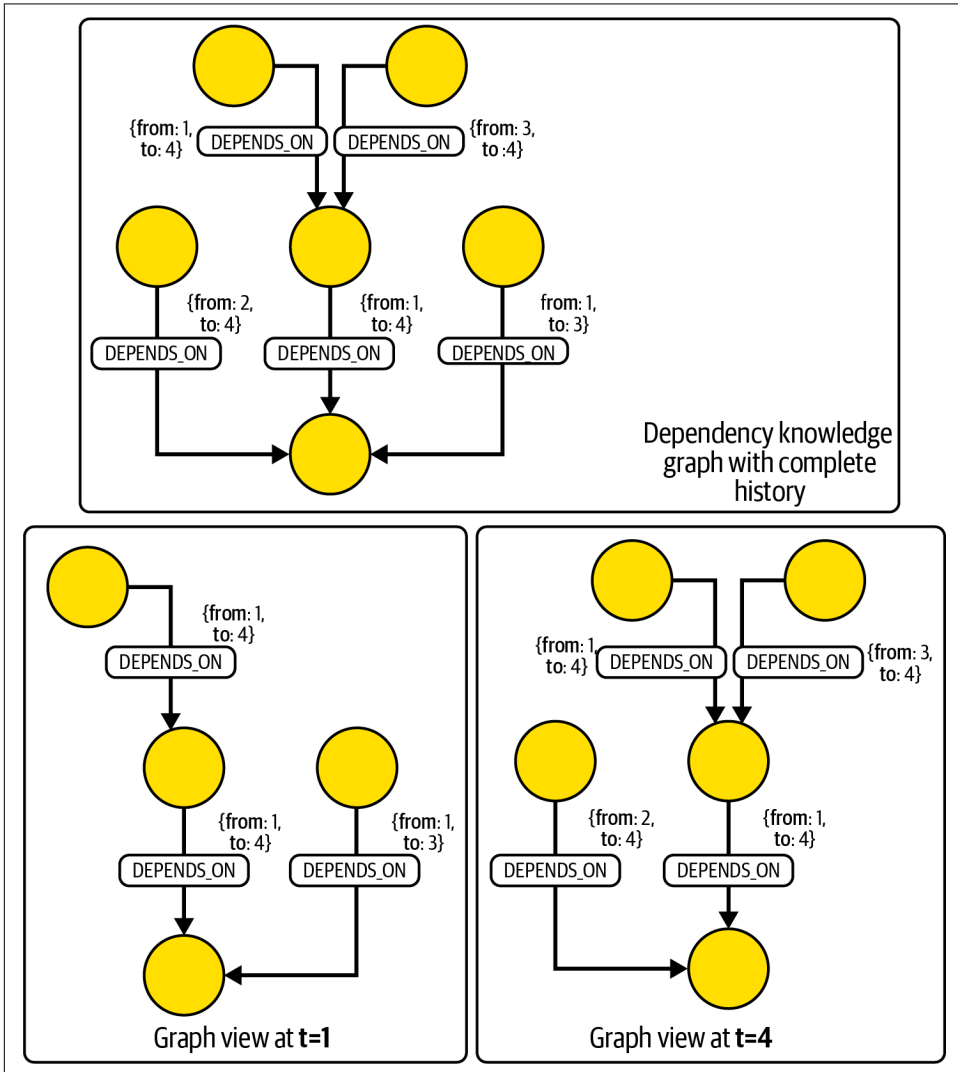 {from: 1,
to: 4}
DEPENDS_ON
DEPENDS_ON
{from: 3,
to :4}
{from: 2,
to: 4}
DEPENDS_ON
{from: 1,
to: 4}
DEPENDS_ON
from: 1,
to: 3}
DEPENDS_ON
Dependency knowledge
graph with complete
history
{from: 1,
to: 4}
DEPENDS_ON
{from: 1,
to: 4}
DEPENDS_ON
{from: 1,
to: 3}
DEPENDS_ON
Graph view at t=1
{from: 1,
to: 4}
DEPENDS_ON
DEPENDS_ON
{from: 3,
to: 4}
{from: 2,
to: 4}
DEPENDS_ON
{from: 1,
to: 4}
DEPENDS_ON
Graph view at t=4